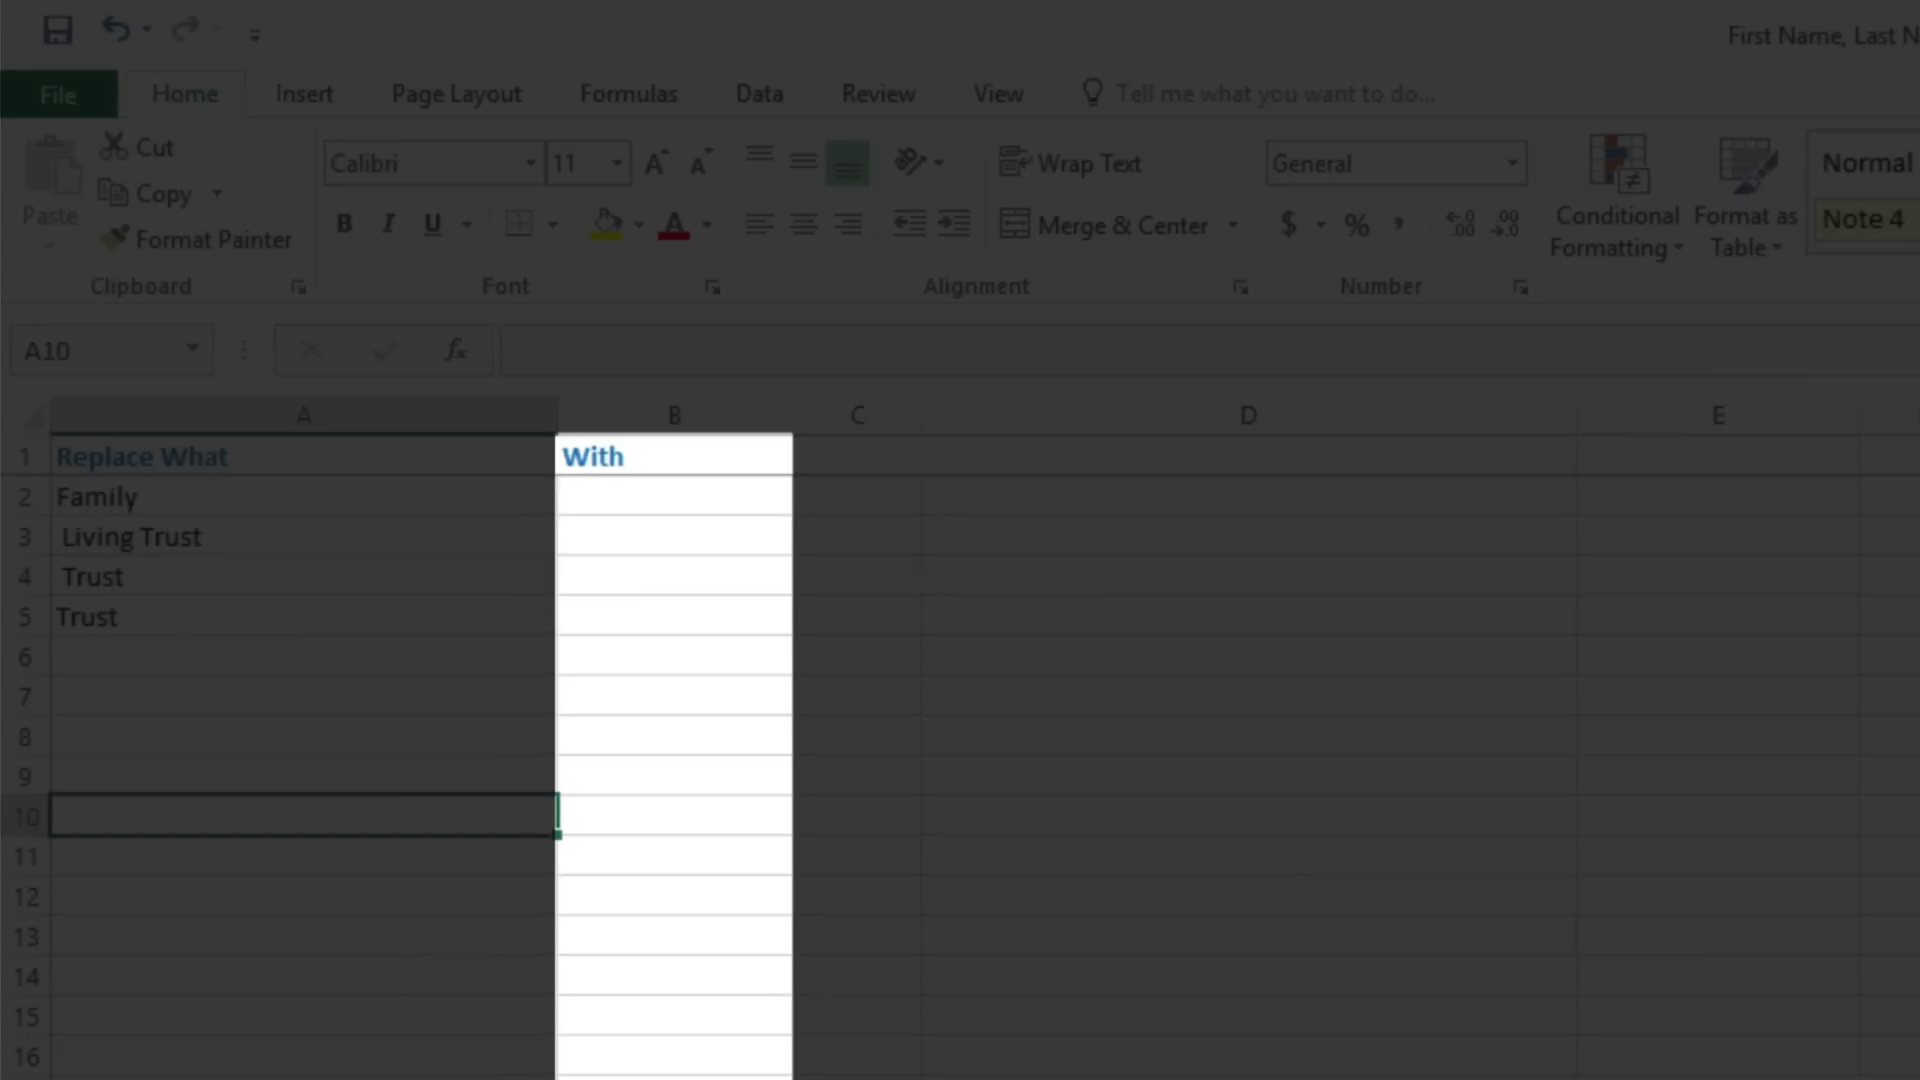 First Name, Last N
File Home Insert Page Layout Formulas Data Review View Tell me what you want to do...
Paste
Cut
Copy
Format Painter
Clipboard
Calibri 11 A A
B I U A
Font
Wrap Text
Merge & Center
Alignment
General
$ % , .00 .00
Number
Conditional
Formatting
Format as
Table
Normal
Note 4
A10 fx
A B C D E
1 Replace What With
2 Family
3 Living Trust
4 Trust
5 Trust
6
7
8
9
10
11
12
13
14
15
16